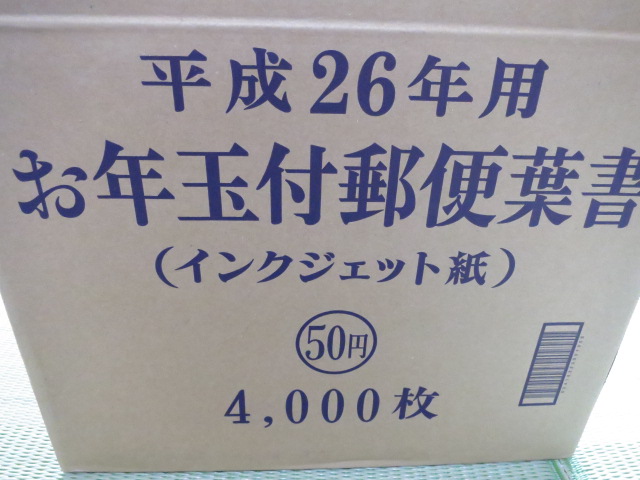 平成26年用
お年玉付郵便葉書
（インクジェット紙）
50円
4,000枚